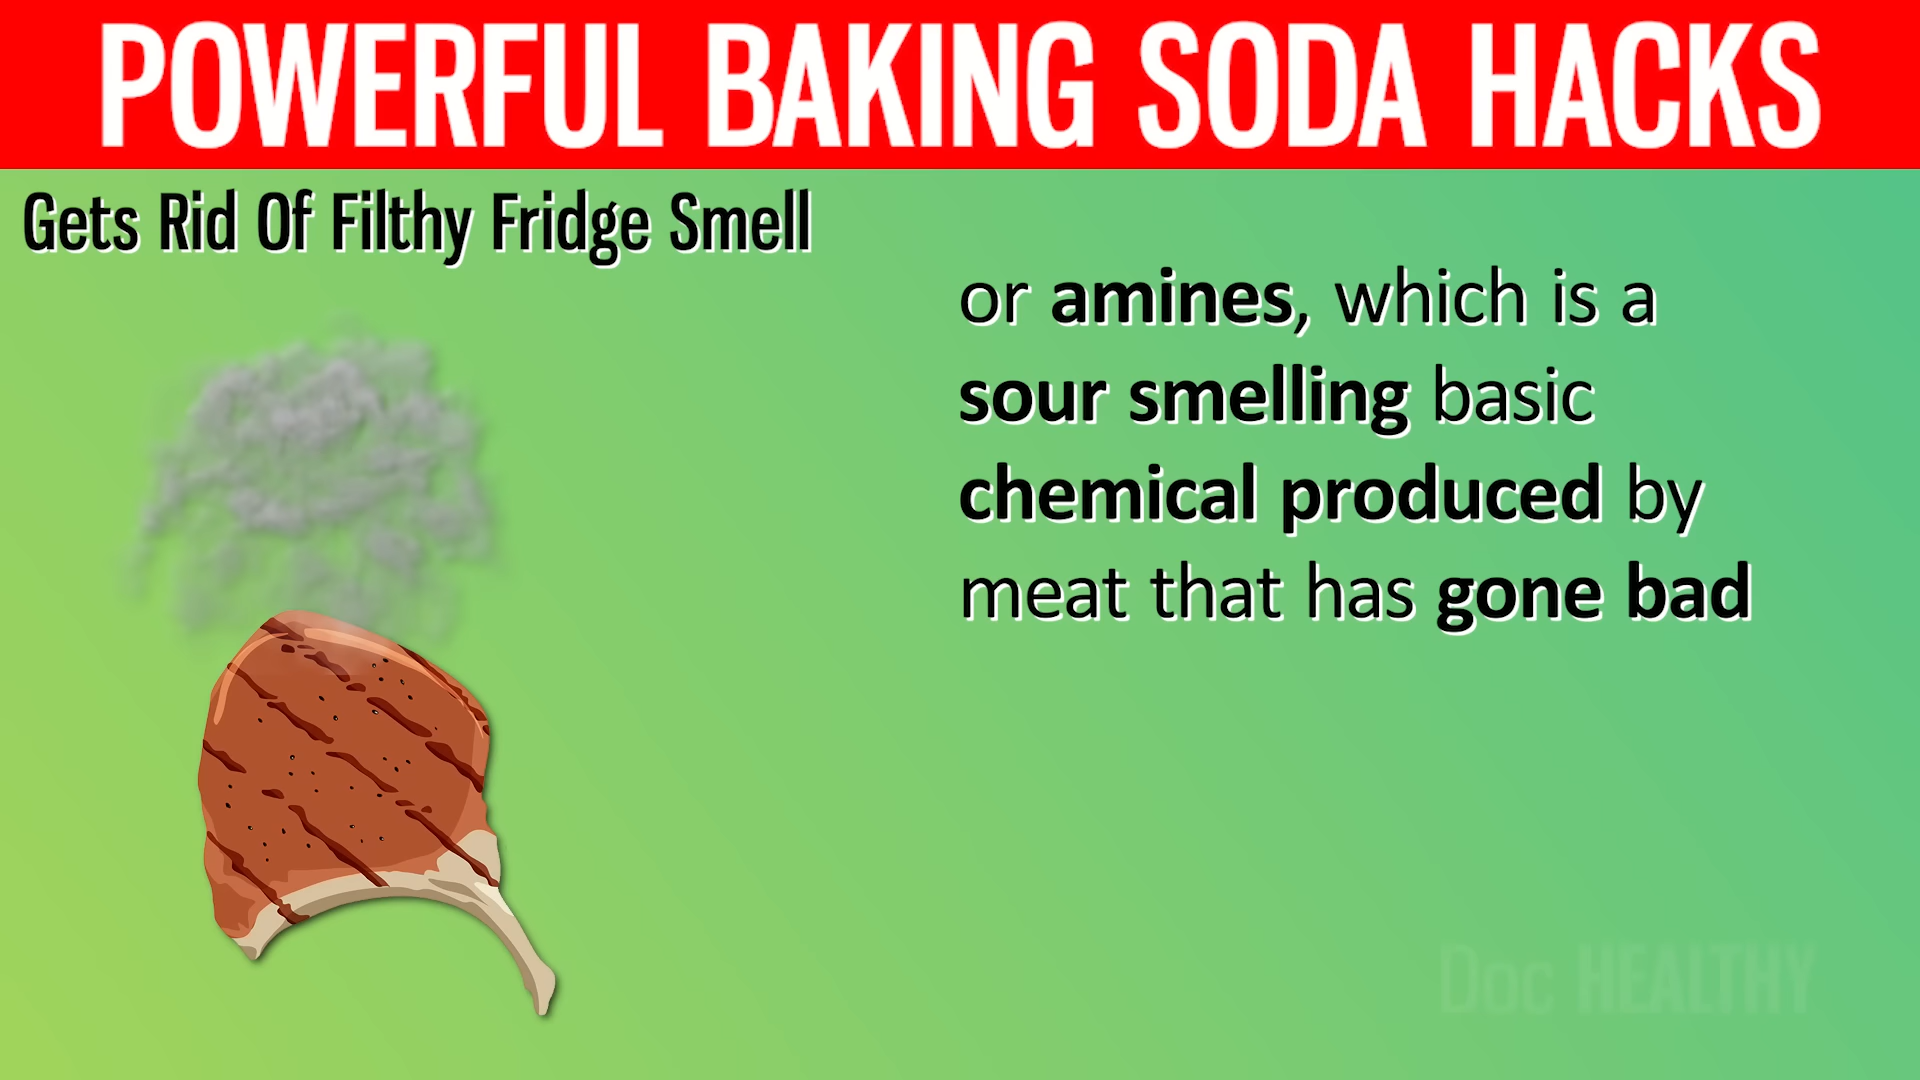 POWERFUL BAKING SODA HACKS
Gets Rid Of Filthy Fridge Smell
or amines, which is a
sour smelling basic
chemical produced by
meat that has gone bad
Doc HEALTHY